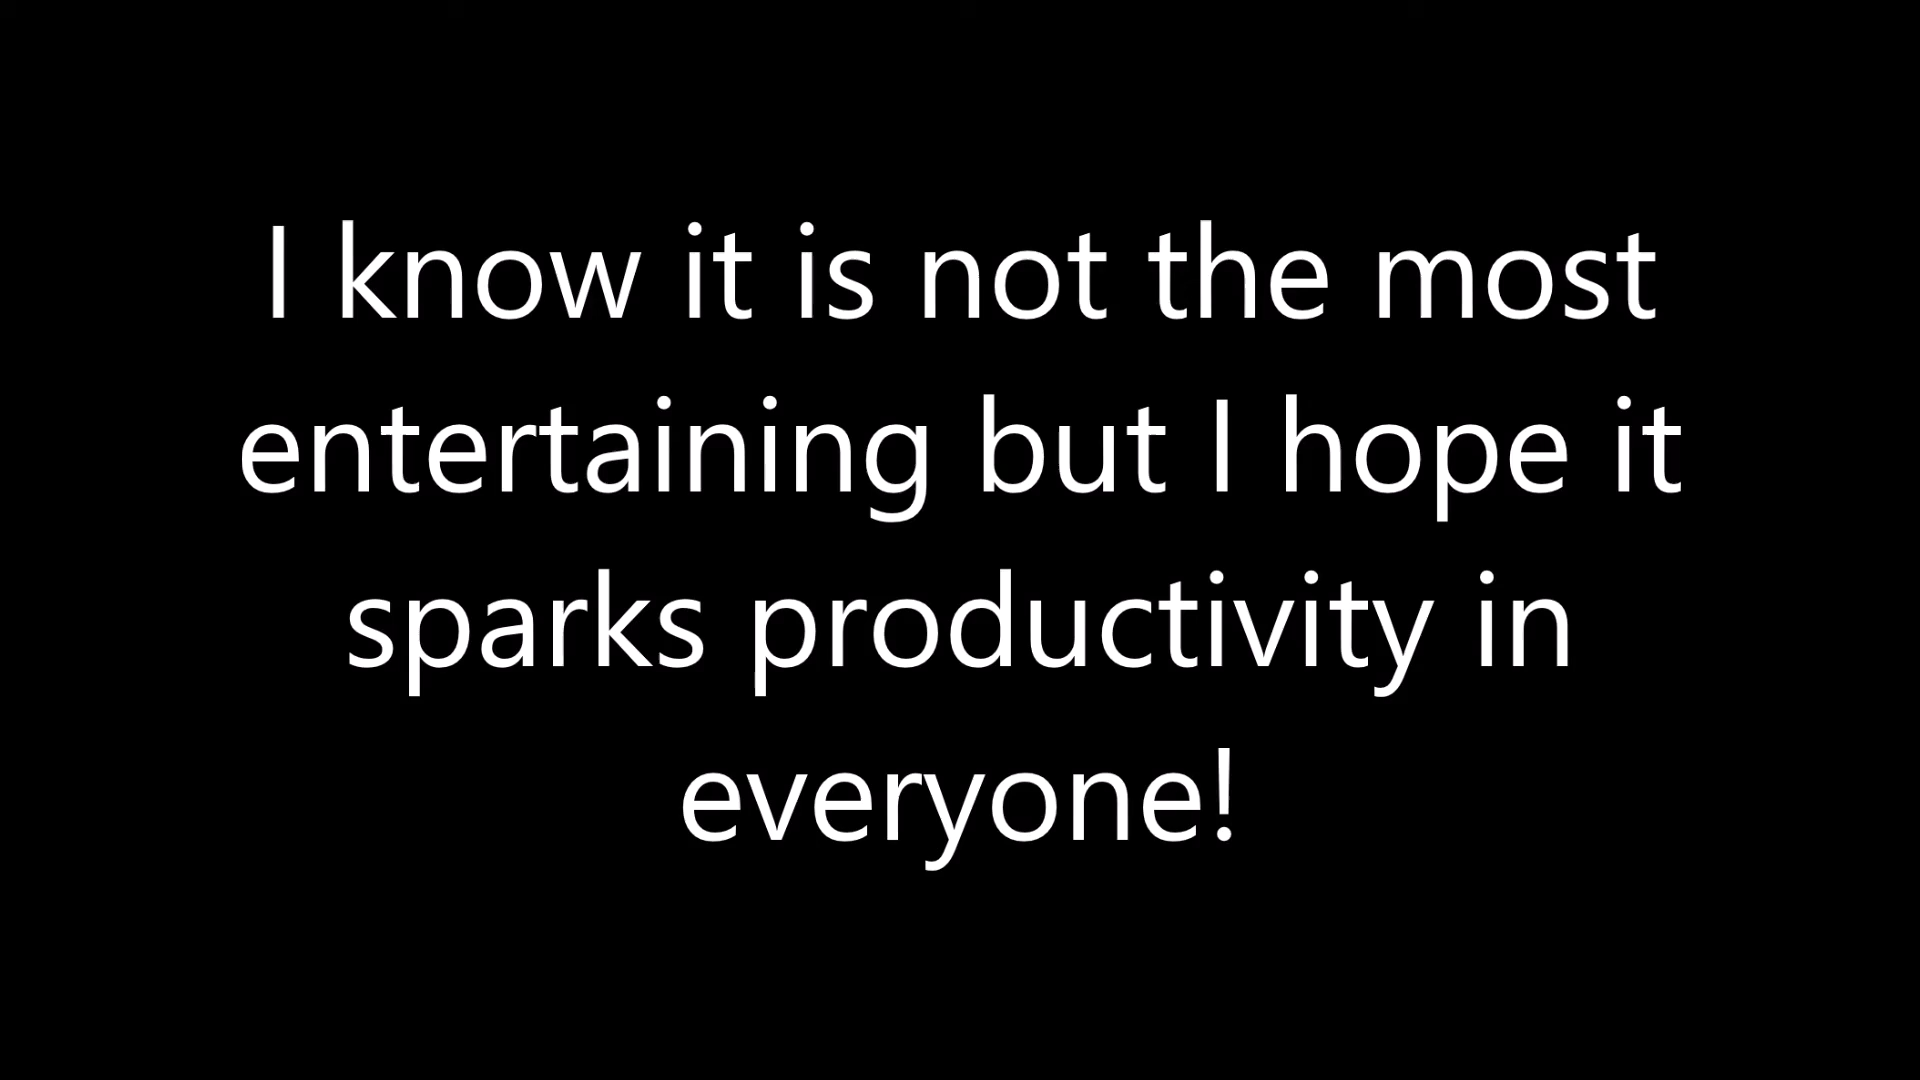 I know it is not the most
entertaining but I hope it
sparks productivity in
everyone!